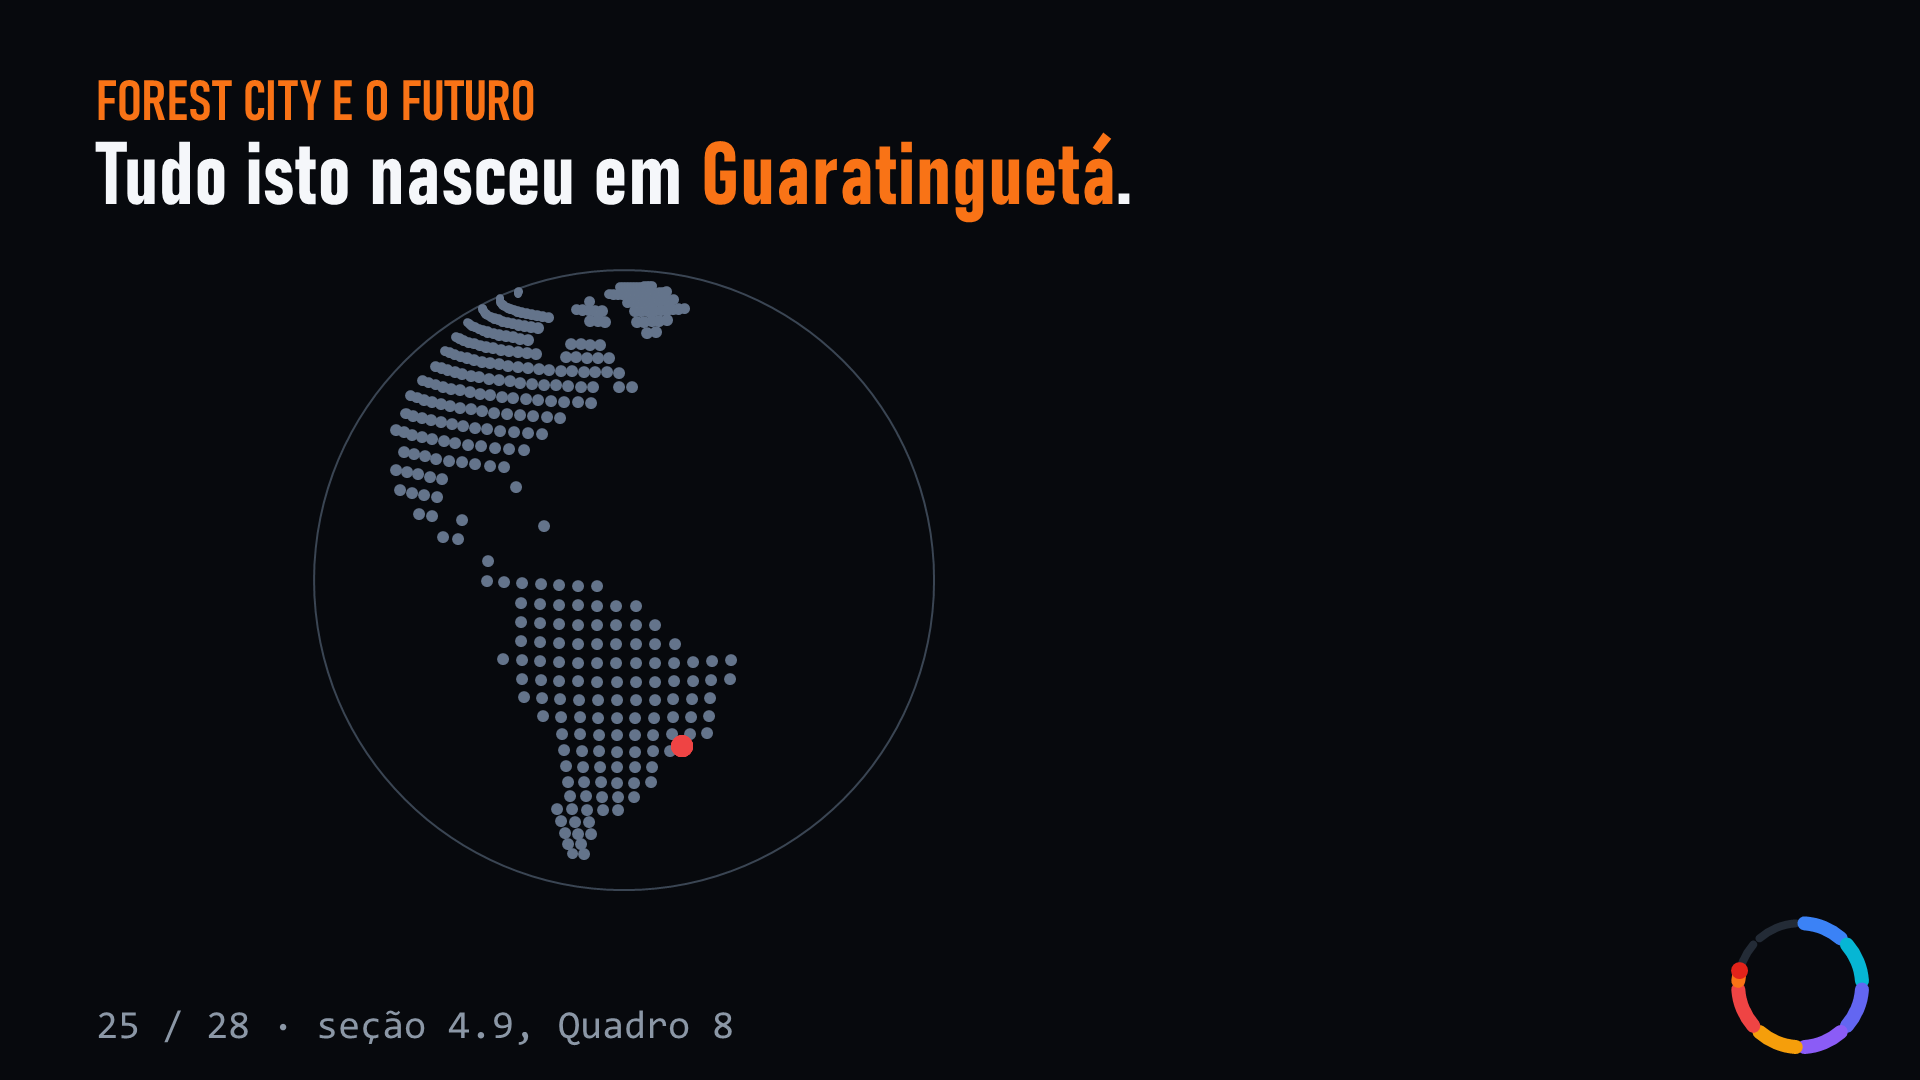 FOREST CITY E O FUTURO
Tudo isto nasceu em Guaratinguetá.
25 / 28 · seção 4.9, Quadro 8